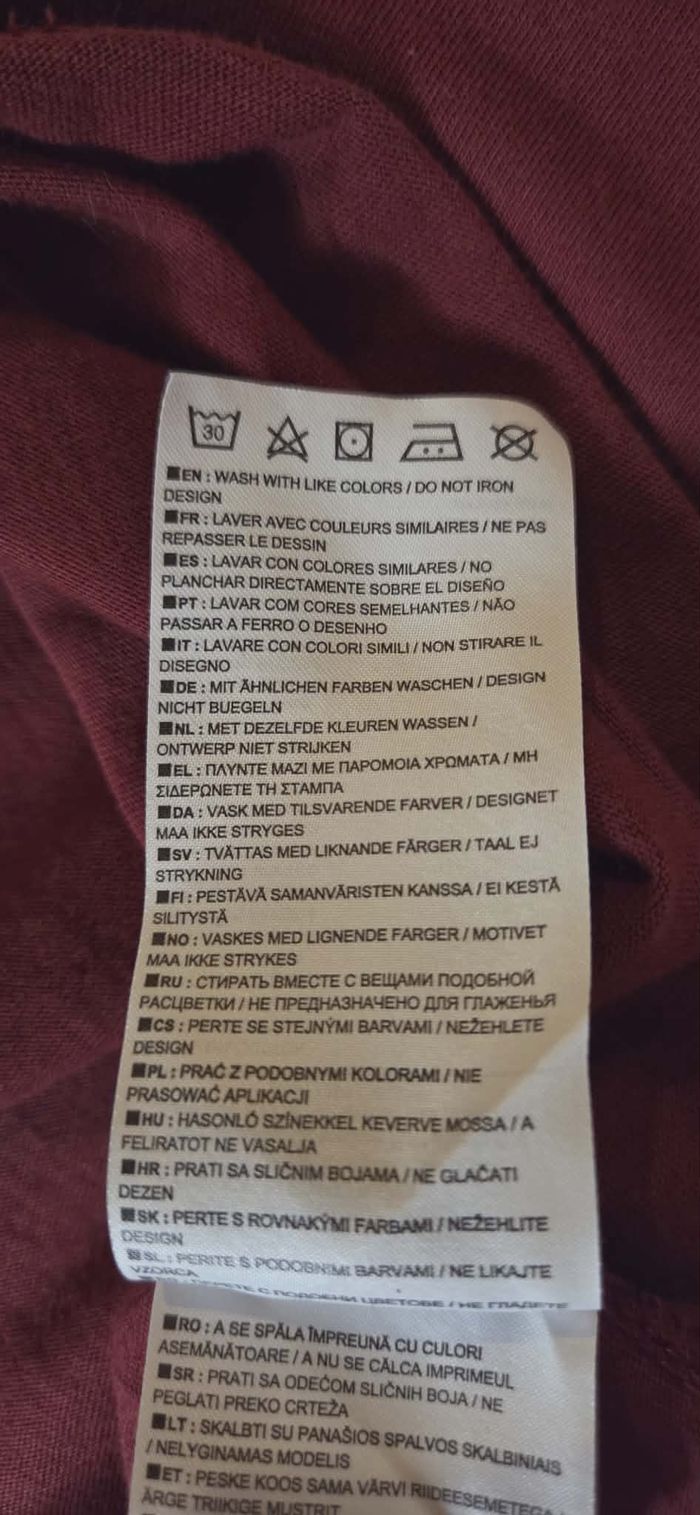 30
EN : WASH WITH LIKE COLORS / DO NOT IRON
DESIGN
FR : LAVER AVEC COULEURS SIMILAIRES / NE PAS
REPASSER LE DESSIN
ES : LAVAR CON COLORES SIMILARES / NO
PLANCHAR DIRECTAMENTE SOBRE EL DISEÑO
PT : LAVAR COM CORES SEMELHANTES / NÃO
PASSAR A FERRO O DESENHO
IT : LAVARE CON COLORI SIMILI / NON STIRARE IL
DISEGNO
DE : MIT ÄHNLICHEN FARBEN WASCHEN / DESIGN
NICHT BUEGELN
NL : MET DEZELFDE KLEUREN WASSEN /
ONTWERP NIET STRIJKEN
EL : ΠΛΥΝΤΕ ΜΑΖΙ ΜΕ ΠΑΡΟΜΟΙΑ ΧΡΩΜΑΤΑ / ΜΗ
ΣΙΔΕΡΩΝΕΤΕ ΤΗ ΣΤΑΜΠΑ
DA : VASK MED TILSVARENDE FARVER / DESIGNET
MAA IKKE STRYGES
SV : TVÄTTAS MED LIKNANDE FÄRGER / TAAL EJ
STRYKNING
FI : PESTÄVÄ SAMANVÄRISTEN KANSSA / EI KESTÄ
SILITYSTÄ
NO : VASKES MED LIGNENDE FARGER / MOTIVET
MAA IKKE STRYKES
RU : СТИРАТЬ ВМЕСТЕ С ВЕЩАМИ ПОДОБНОЙ
РАСЦВЕТКИ / НЕ ПРЕДНАЗНАЧЕНО ДЛЯ ГЛАЖЕНЬЯ
CS : PERTE SE STEJNÝMI BARVAMI / NEŽEHLETE
DESIGN
PL : PRAĆ Z PODOBNYMI KOLORAMI / NIE
PRASOWAĆ APLIKACJI
HU : HASONLÓ SZÍNEKKEL KEVERVE MOSSA / A
FELIRATOT NE VASALJA
HR : PRATI SA SLIČNIM BOJAMA / NE GLAČATI
DEZEN
SK : PERTE S ROVNAKÝMI FARBAMI / NEŽEHLITE
DESIGN
SL : PERITE S PODOBNIMI BARVAMI / NE LIKAJTE
VZORCA
ПЕРЕТЕ С ПОДОБНИ ЦВЕТОВЕ / НЕ ГЛАДЕТЕ
RO : A SE SPĂLA ÎMPREUNĂ CU CULORI
ASEMĂNĂTOARE / A NU SE CĂLCA IMPRIMEUL
SR : PRATI SA ODEĆOM SLIČNIH BOJA / NE
PEGLATI PREKO CRTEŽA
LT : SKALBTI SU PANAŠIOS SPALVOS SKALBINIAIS
/ NELYGINAMAS MODELIS
ET : PESKE KOOS SAMA VÄRVI RIIDEESEMETEGA
ÄRGE TRIIKIGE MUSTRIT